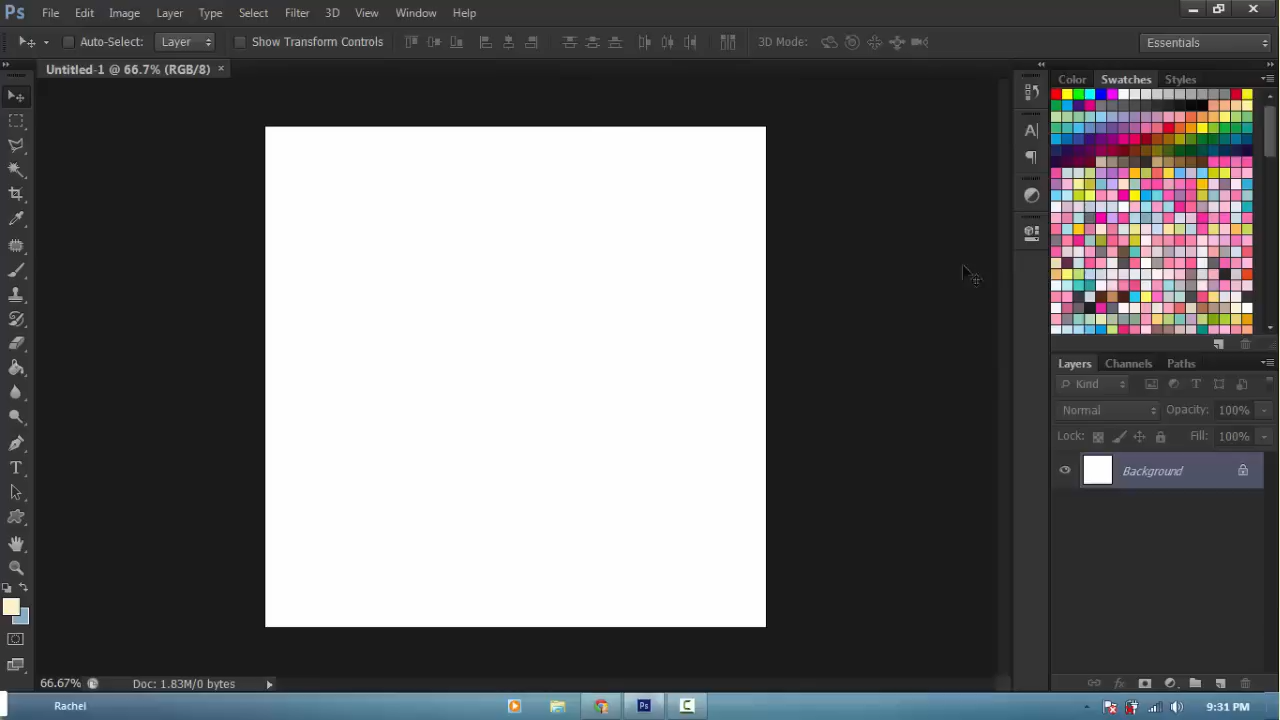 Ps File Edit Image Layer Type Select Filter 3D View Window Help
Auto-Select: Layer Show Transform Controls 3D Mode: Essentials
Untitled-1 @ 66.7% (RGB/8) ×
Color Swatches Styles
Layers Channels Paths
Kind
Normal Opacity: 100%
Lock: Fill: 100%
Background
66.67% Doc: 1.83M/0 bytes
Rachel Ps C 9:31 PM